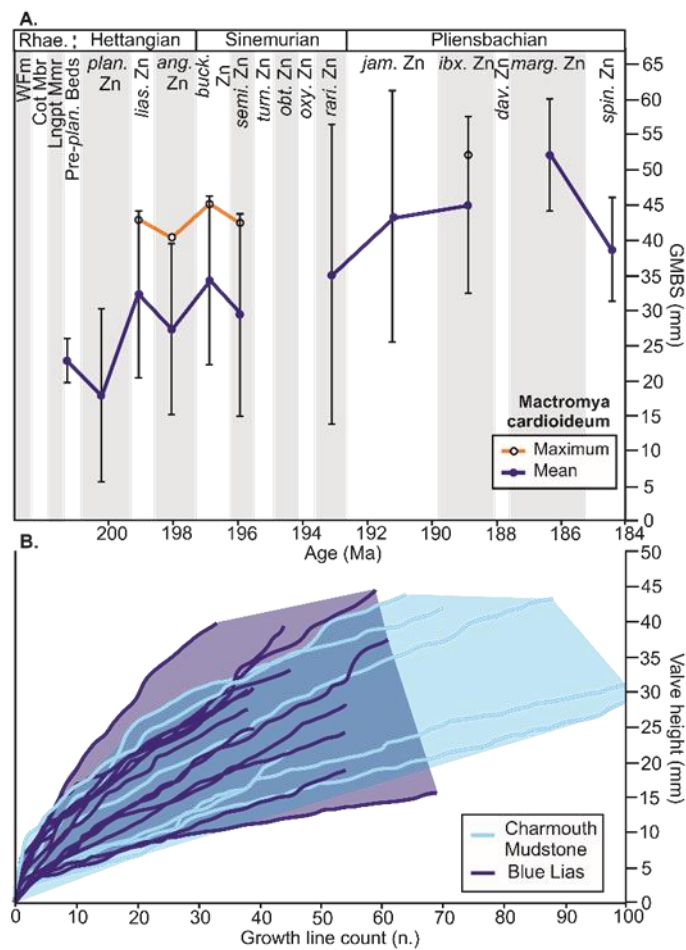 A.
Rhae. Hettangian Sinemurian Pliensbachian
WFm
Cot Mbr
Lngpt Mmr
Pre-plan. Beds
plan. Zn
lias. Zn
ang. Zn
buck. Zn
semi. Zn
turn. Zn
obt. Zn
oxy. Zn
rari. Zn
jam. Zn
ibx. Zn
dav. Zn
marg. Zn
spin. Zn
65
60
55
50
45
40
35
30
25
20
15
10
5
0
GMBS (mm)
Mactromya
cardioideum
Maximum
Mean
200 198 196 194 192 190 188 186 184
Age (Ma)
B.
50
45
40
35
30
25
20
15
10
5
0
Valve height (mm)
Charmouth
Mudstone
Blue Lias
0 10 20 30 40 50 60 70 80 90 100
Growth line count (n.)